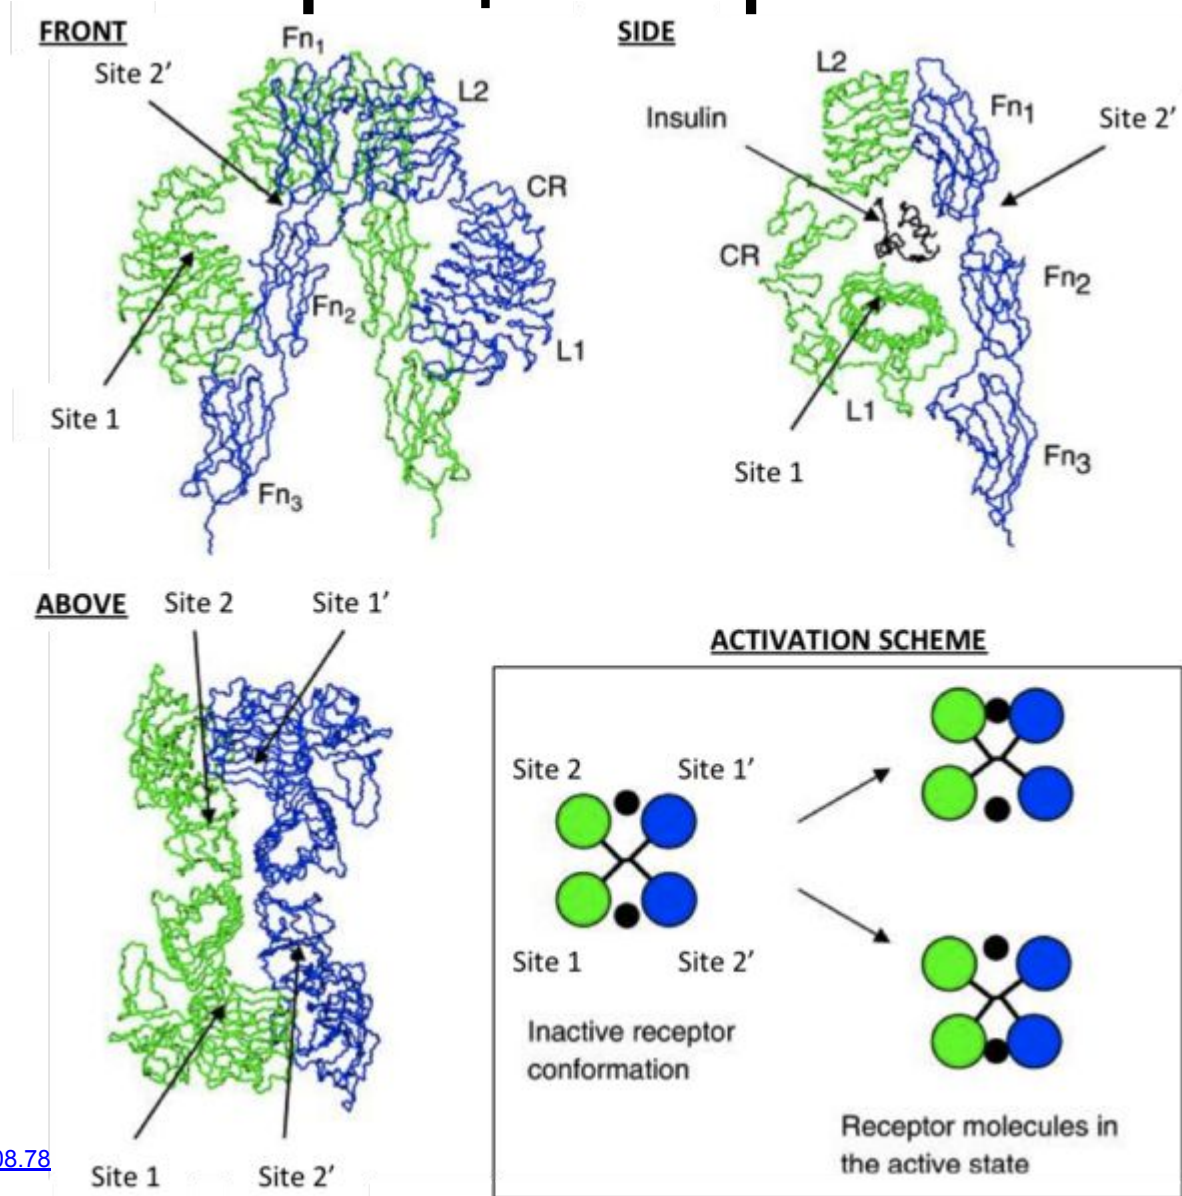 FRONT
Fn1
Site 2′
L2
CR
Fn2
L1
Site 1
Fn3
SIDE
L2
Insulin
Fn1
Site 2′
CR
Fn2
L1
Fn3
Site 1
ABOVE
Site 2
Site 1′
Site 1
Site 2′
ACTIVATION SCHEME
Site 2
Site 1′
Site 1
Site 2′
Inactive receptor
conformation
Receptor molecules in
the active state
08.78